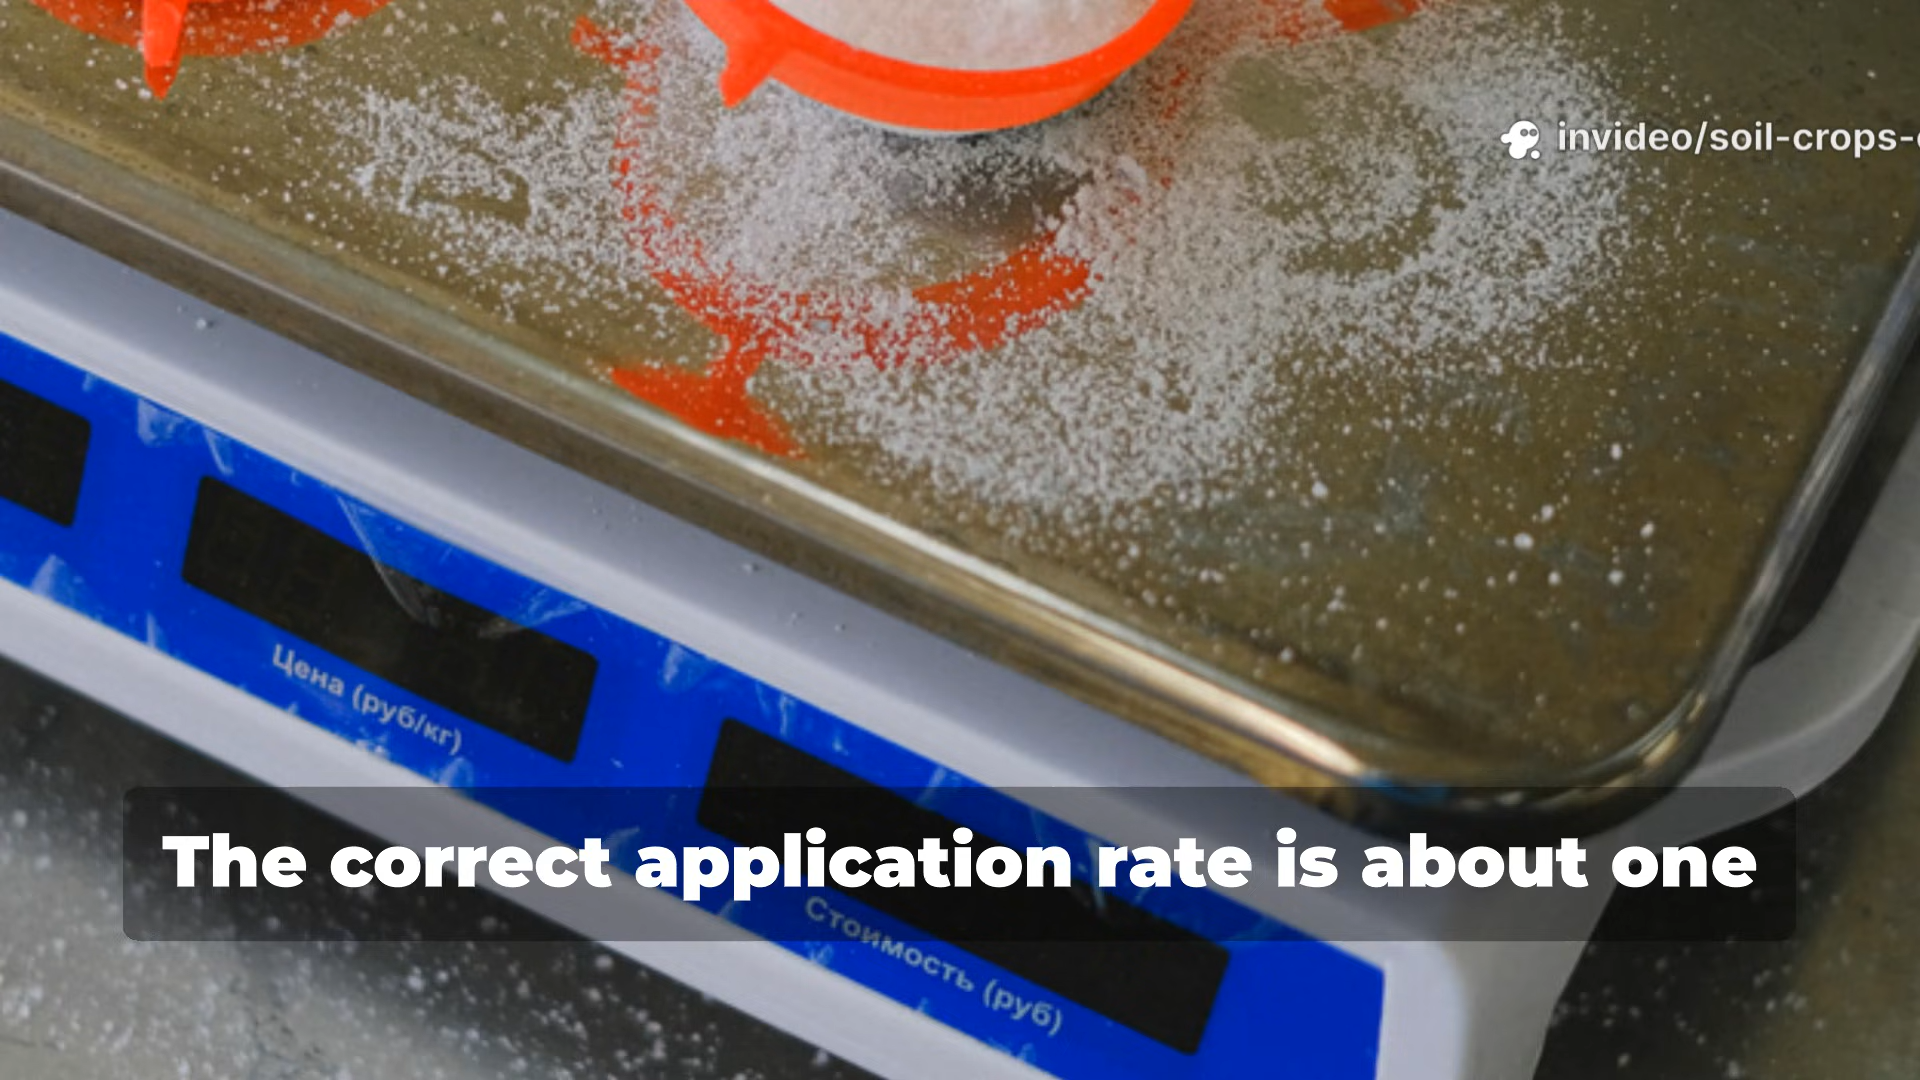 invideo/soil-crops-
Цена (руб/кг)
The correct application rate is about one
Стоимость (руб)